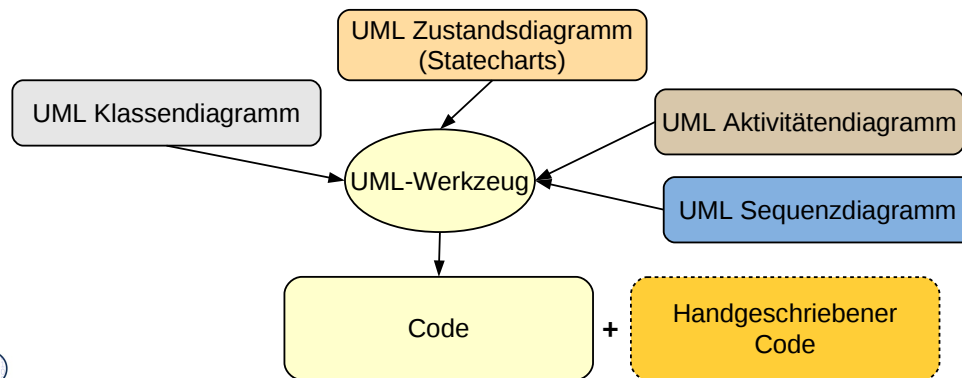 UML Zustandsdiagramm
(Statecharts)
UML Klassendiagramm
UML Aktivitätendiagramm
UML-Werkzeug
UML Sequenzdiagramm
Code
+
Handgeschriebener
Code